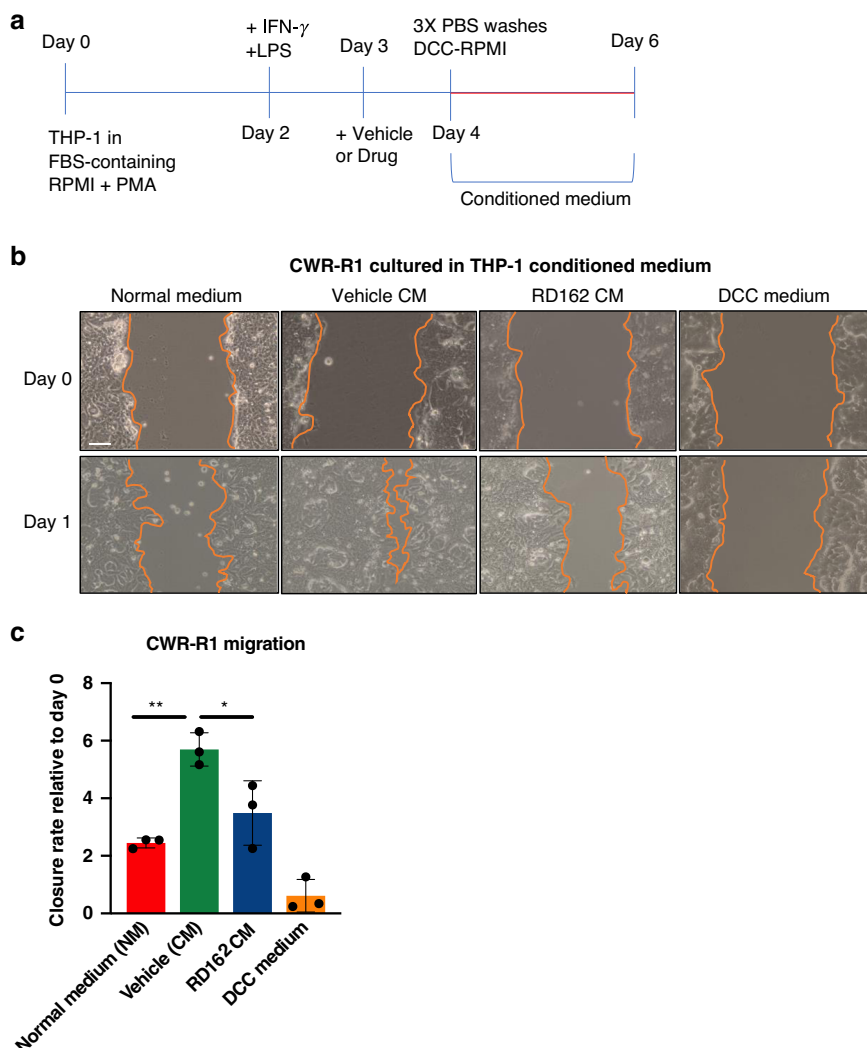 a
Day 0
+ IFN-γ
+LPS
Day 3
3X PBS washes
DCC-RPMI
Day 6
THP-1 in
FBS-containing
RPMI + PMA
Day 2
+ Vehicle
or Drug
Day 4
Conditioned medium
b
CWR-R1 cultured in THP-1 conditioned medium
Normal medium
Vehicle CM
RD162 CM
DCC medium
Day 0
Day 1
c
CWR-R1 migration
Closure rate relative to day 0
8
6
4
2
0
**
*
Normal medium (NM)
Vehicle (CM)
RD162 CM
DCC medium